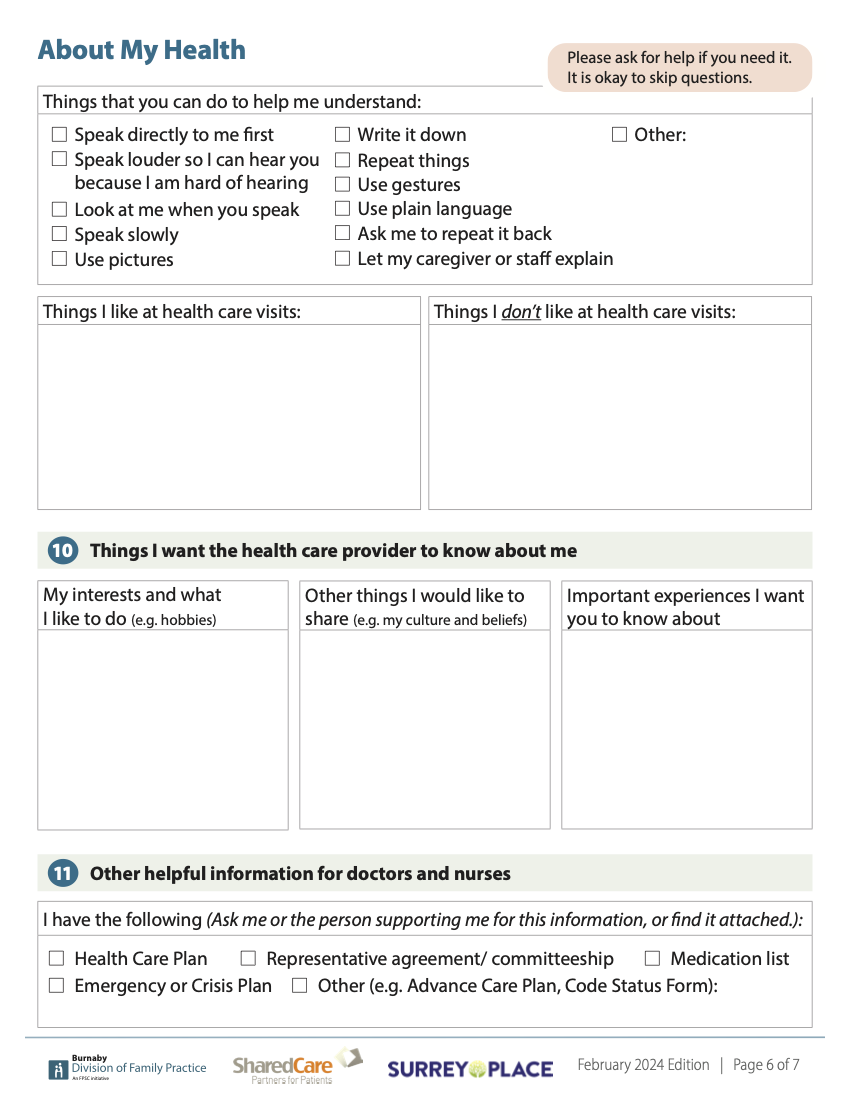 About My Health
Please ask for help if you need it.
It is okay to skip questions.
Things that you can do to help me understand:
Speak directly to me first
Speak louder so I can hear you
because I am hard of hearing
Look at me when you speak
Speak slowly
Use pictures
Write it down
Repeat things
Use gestures
Use plain language
Ask me to repeat it back
Let my caregiver or staff explain
Other:
Things I like at health care visits:
Things I don't like at health care visits:
10 Things I want the health care provider to know about me
My interests and what
I like to do (e.g. hobbies)
Other things I would like to
share (e.g. my culture and beliefs)
Important experiences I want
you to know about
11 Other helpful information for doctors and nurses
I have the following (Ask me or the person supporting me for this information, or find it attached.):
Health Care Plan
Representative agreement/ committeeship
Medication list
Emergency or Crisis Plan
Other (e.g. Advance Care Plan, Code Status Form):
Burnaby
Division of Family Practice
An FPSC initiative
SharedCare
Partners for Patients
SURREY PLACE
February 2024 Edition | Page 6 of 7